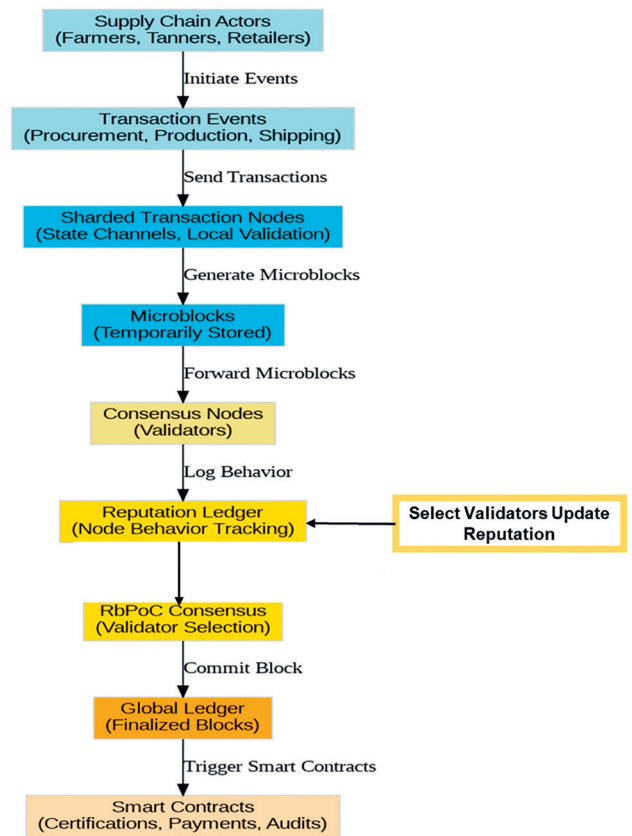 Supply Chain Actors
(Farmers, Tanners, Retailers)
Initiate Events
Transaction Events
(Procurement, Production, Shipping)
Send Transactions
Sharded Transaction Nodes
(State Channels, Local Validation)
Generate Microblocks
Microblocks
(Temporarily Stored)
Forward Microblocks
Consensus Nodes
(Validators)
Log Behavior
Reputation Ledger
(Node Behavior Tracking)
Select Validators Update
Reputation
RbPoC Consensus
(Validator Selection)
Commit Block
Global Ledger
(Finalized Blocks)
Trigger Smart Contracts
Smart Contracts
(Certifications, Payments, Audits)